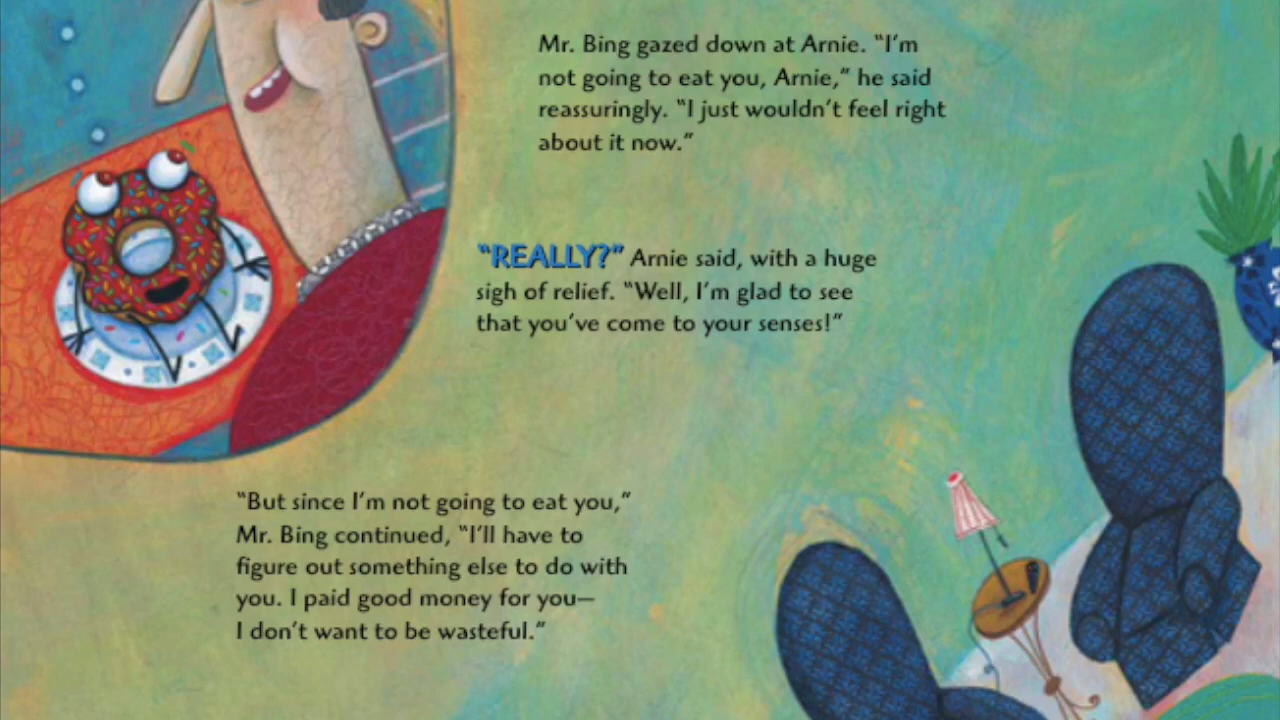 Mr. Bing gazed down at Arnie. “I’m
not going to eat you, Arnie,” he said
reassuringly. “I just wouldn’t feel right
about it now.”
“REALLY?” Arnie said, with a huge
sigh of relief. “Well, I’m glad to see
that you’ve come to your senses!”
“But since I’m not going to eat you,”
Mr. Bing continued, “I’ll have to
figure out something else to do with
you. I paid good money for you—
I don’t want to be wasteful.”